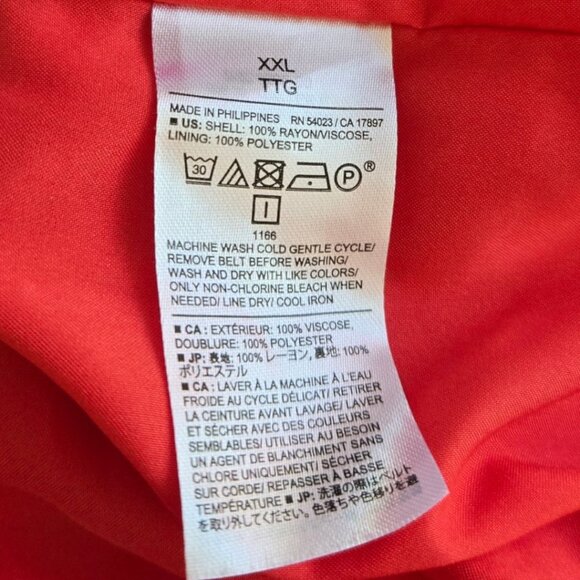 XXL
TTG
MADE IN PHILIPPINES RN 54023 / CA 17897
■ US: SHELL: 100% RAYON/VISCOSE,
LINING: 100% POLYESTER
30 P®
1166
MACHINE WASH COLD GENTLE CYCLE/
REMOVE BELT BEFORE WASHING/
WASH AND DRY WITH LIKE COLORS/
ONLY NON-CHLORINE BLEACH WHEN
NEEDED/ LINE DRY/ COOL IRON
■ CA : EXTÉRIEUR: 100% VISCOSE,
DOUBLURE: 100% POLYESTER
■ JP: 表地: 100% レーヨン, 裏地: 100%
ポリエステル
■ CA : LAVER À LA MACHINE À L'EAU
FROIDE AU CYCLE DÉLICAT/ RETIRER
LA CEINTURE AVANT LAVAGE/ LAVER
ET SÉCHER AVEC DES COULEURS
SEMBLABLES/ UTILISER AU BESOIN
UN AGENT DE BLANCHIMENT SANS
CHLORE UNIQUEMENT/ SÉCHER
SUR CORDE/ REPASSER À BASSE
TEMPÉRATURE ■ JP: 洗濯の際はベルト
を取り外してください. 色落ちや色移りを避